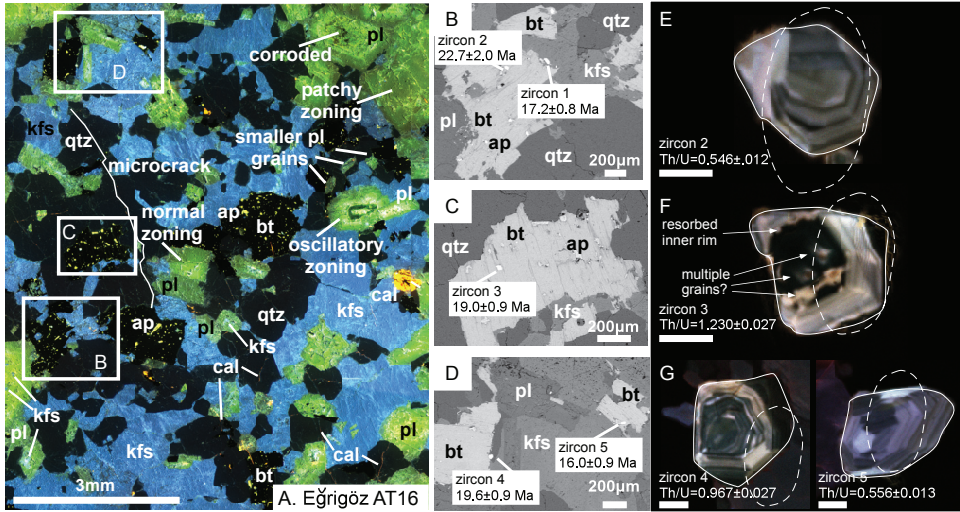 D
corroded
pl
patchy
zoning
kfs
qtz
smaller pl
grains
microcrack
normal
zoning
ap
bt
pl
C
oscillatory
zoning
pl
cal
qtz
kfs
ap
pl
kfs
B
cal
kfs
pl
kfs
cal
pl
bt
3mm
A. Eğrigöz AT16
B
bt
qtz
zircon 2
22.7±2.0 Ma
kfs
zircon 1
17.2±0.8 Ma
pl
bt
ap
qtz
200µm
C
qtz
bt
ap
zircon 3
19.0±0.9 Ma
kfs
200µm
D
pl
bt
bt
kfs
zircon 5
16.0±0.9 Ma
zircon 4
19.6±0.9 Ma
200µm
E
zircon 2
Th/U=0.546±.012
F
resorbed
inner rim
multiple
grains?
zircon 3
Th/U=1.230±0.027
G
zircon 4
Th/U=0.967±0.027
zircon 5
Th/U=0.556±0.013